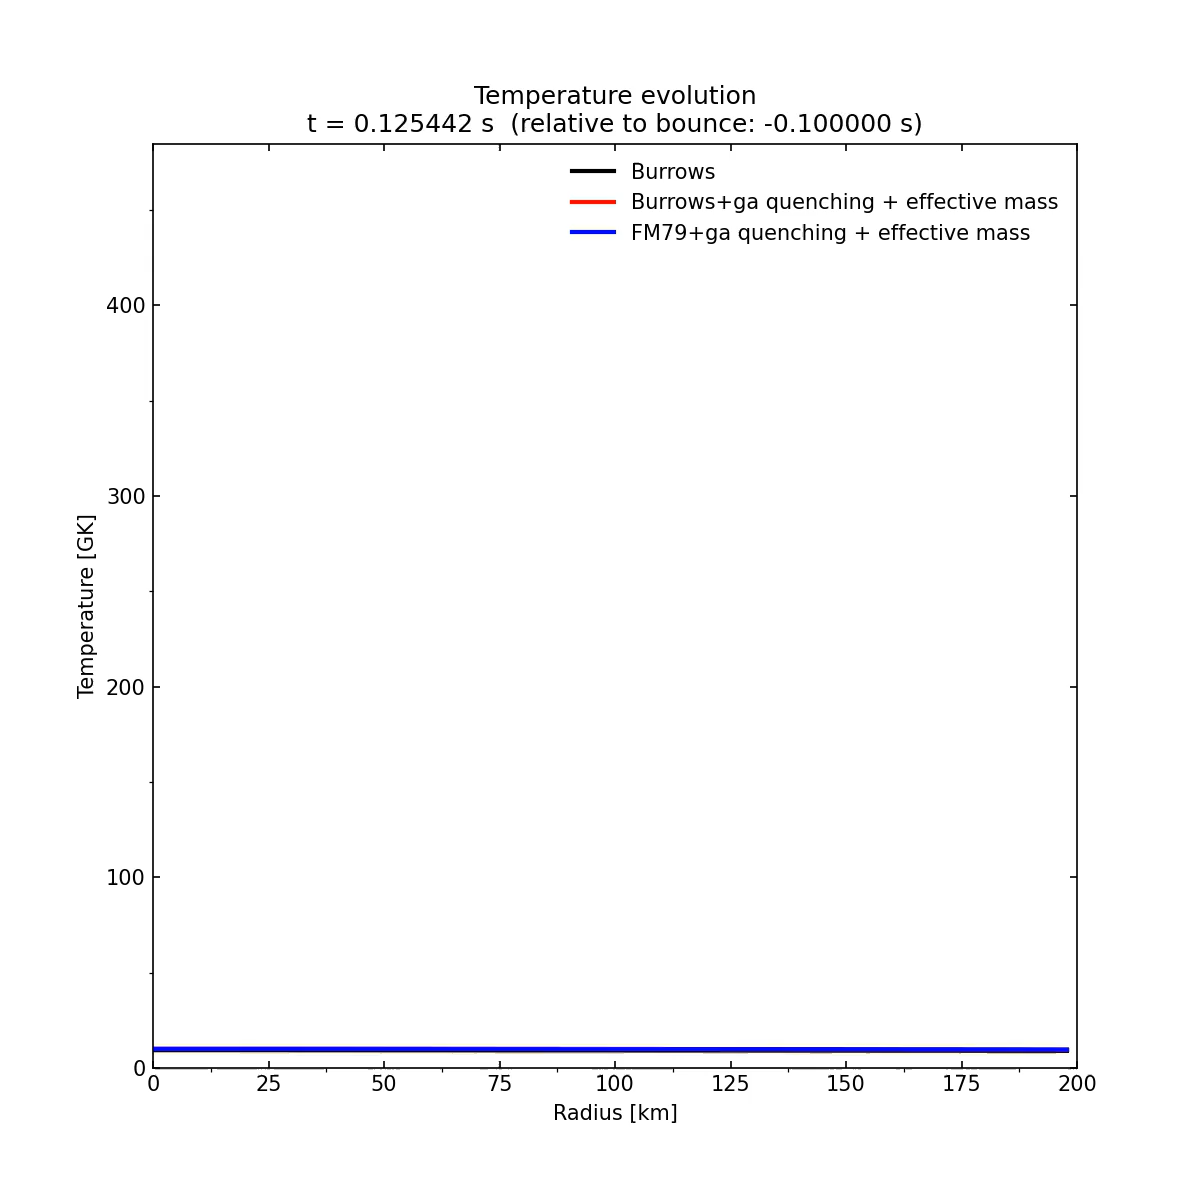 Temperature evolution
t = 0.125442 s  (relative to bounce: -0.100000 s)
Burrows
Burrows+ga quenching + effective mass
FM79+ga quenching + effective mass
400
300
200
100
0
Temperature [GK]
0 25 50 75 100 125 150 175 200
Radius [km]